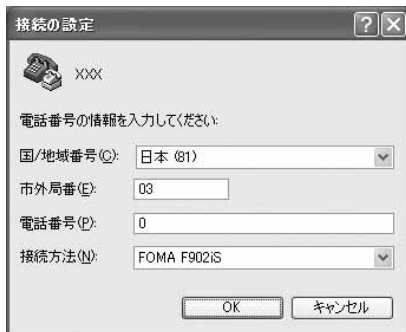 接続の設定
XXX
電話番号の情報を入力してください:
国/地域番号(C): 日本 (81)
市外局番(E): 03
電話番号(P): 0
接続方法(N): FOMA F902iS
OK キャンセル